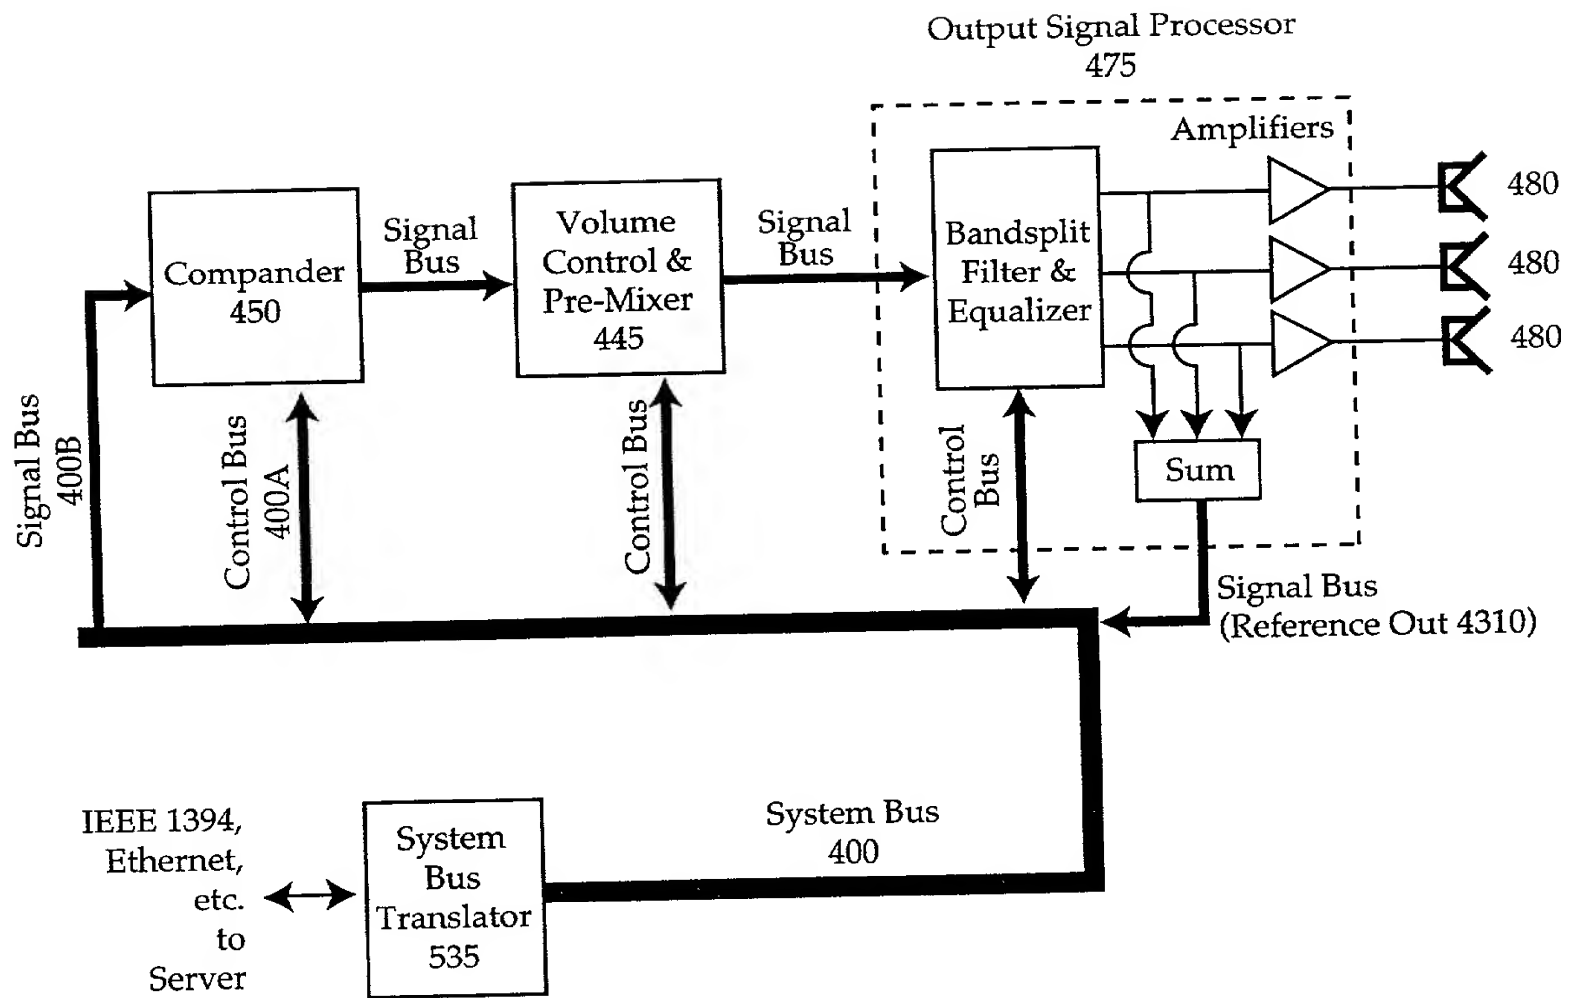 Output Signal Processor
475
Amplifiers
480
480
480
Bandsplit
Filter &
Equalizer
Signal
Bus
Volume
Control &
Pre-Mixer
445
Signal
Bus
Compander
450
Signal Bus
400B
Control Bus
400A
Control Bus
Control
Bus
Sum
Signal Bus
(Reference Out 4310)
System Bus
400
System
Bus
Translator
535
IEEE 1394,
Ethernet,
etc.
to
Server